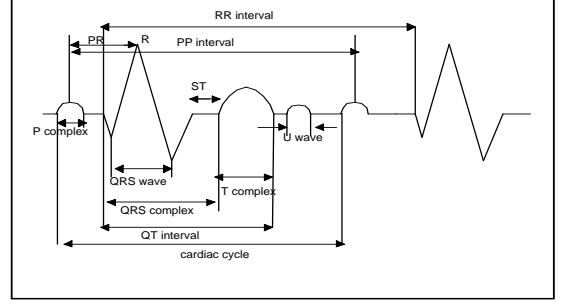 RR interval
PR
R
PP interval
ST
P complex
U wave
QRS wave
T complex
QRS complex
QT interval
cardiac cycle